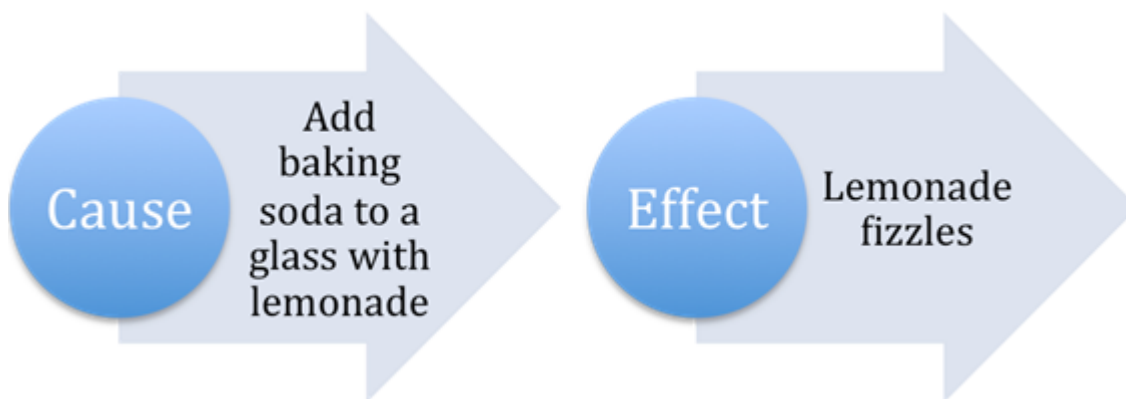 Cause
Add
baking
soda to a
glass with
lemonade
Effect
Lemonade
fizzles